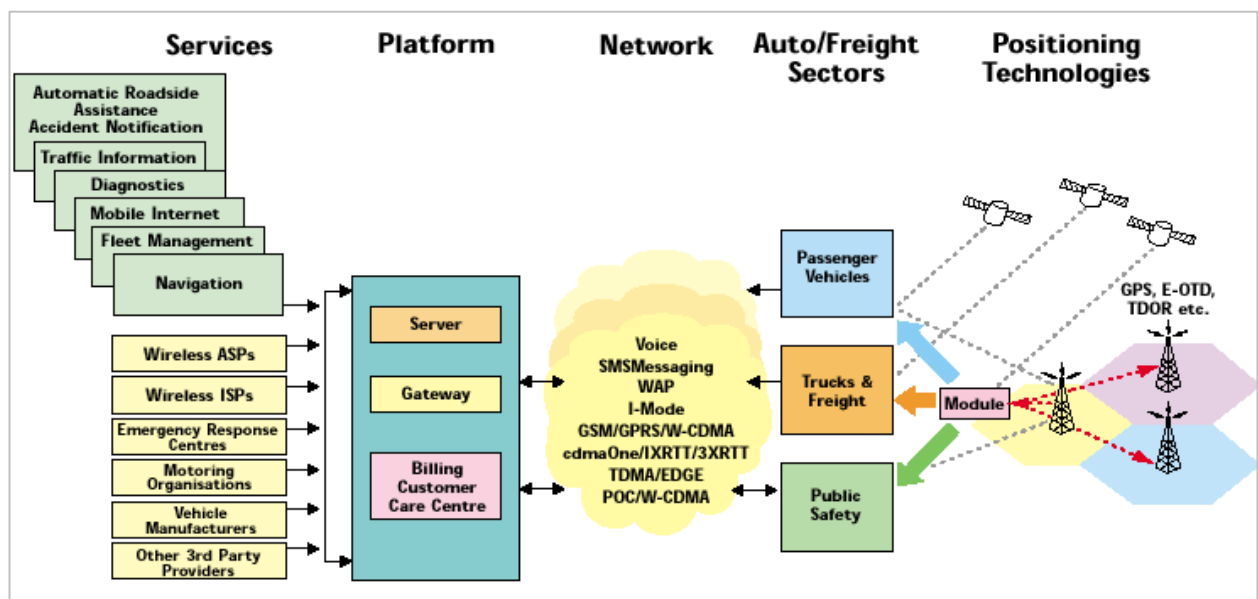 Services
Platform
Network
Auto/Freight
Sectors
Positioning
Technologies
Automatic Roadside
Assistance
Accident Notification
Traffic Information
Diagnostics
Mobile Internet
Fleet Management
Navigation
Wireless ASPs
Wireless ISPs
Emergency Response
Centres
Motoring
Organisations
Vehicle
Manufacturers
Other 3rd Party
Providers
Server
Gateway
Billing
Customer
Care Centre
Voice
SMSMessaging
WAP
I-Mode
GSM/GPRS/W-CDMA
cdmaOne/IXRTT/3XRTT
TDMA/EDGE
POC/W-CDMA
Passenger
Vehicles
Trucks &
Freight
Public
Safety
Module
GPS, E-OTD,
TDOR etc.